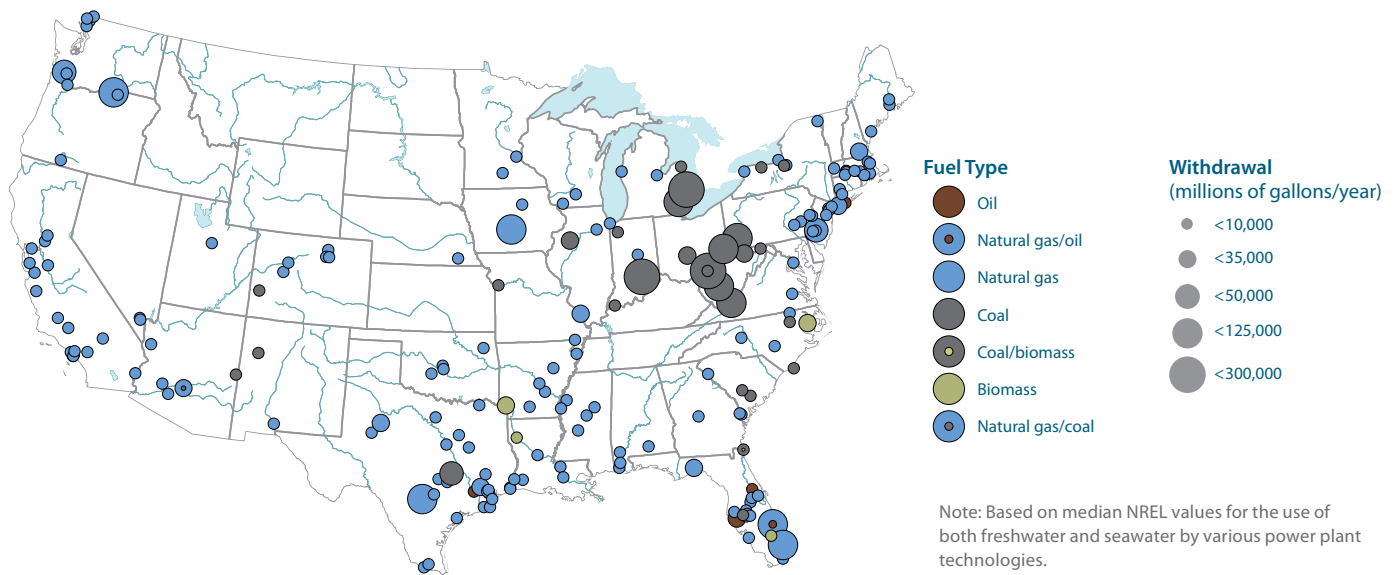 Fuel Type
Oil
Natural gas/oil
Natural gas
Coal
Coal/biomass
Biomass
Natural gas/coal
Withdrawal
(millions of gallons/year)
<10,000
<35,000
<50,000
<125,000
<300,000
Note: Based on median NREL values for the use of
both freshwater and seawater by various power plant
technologies.